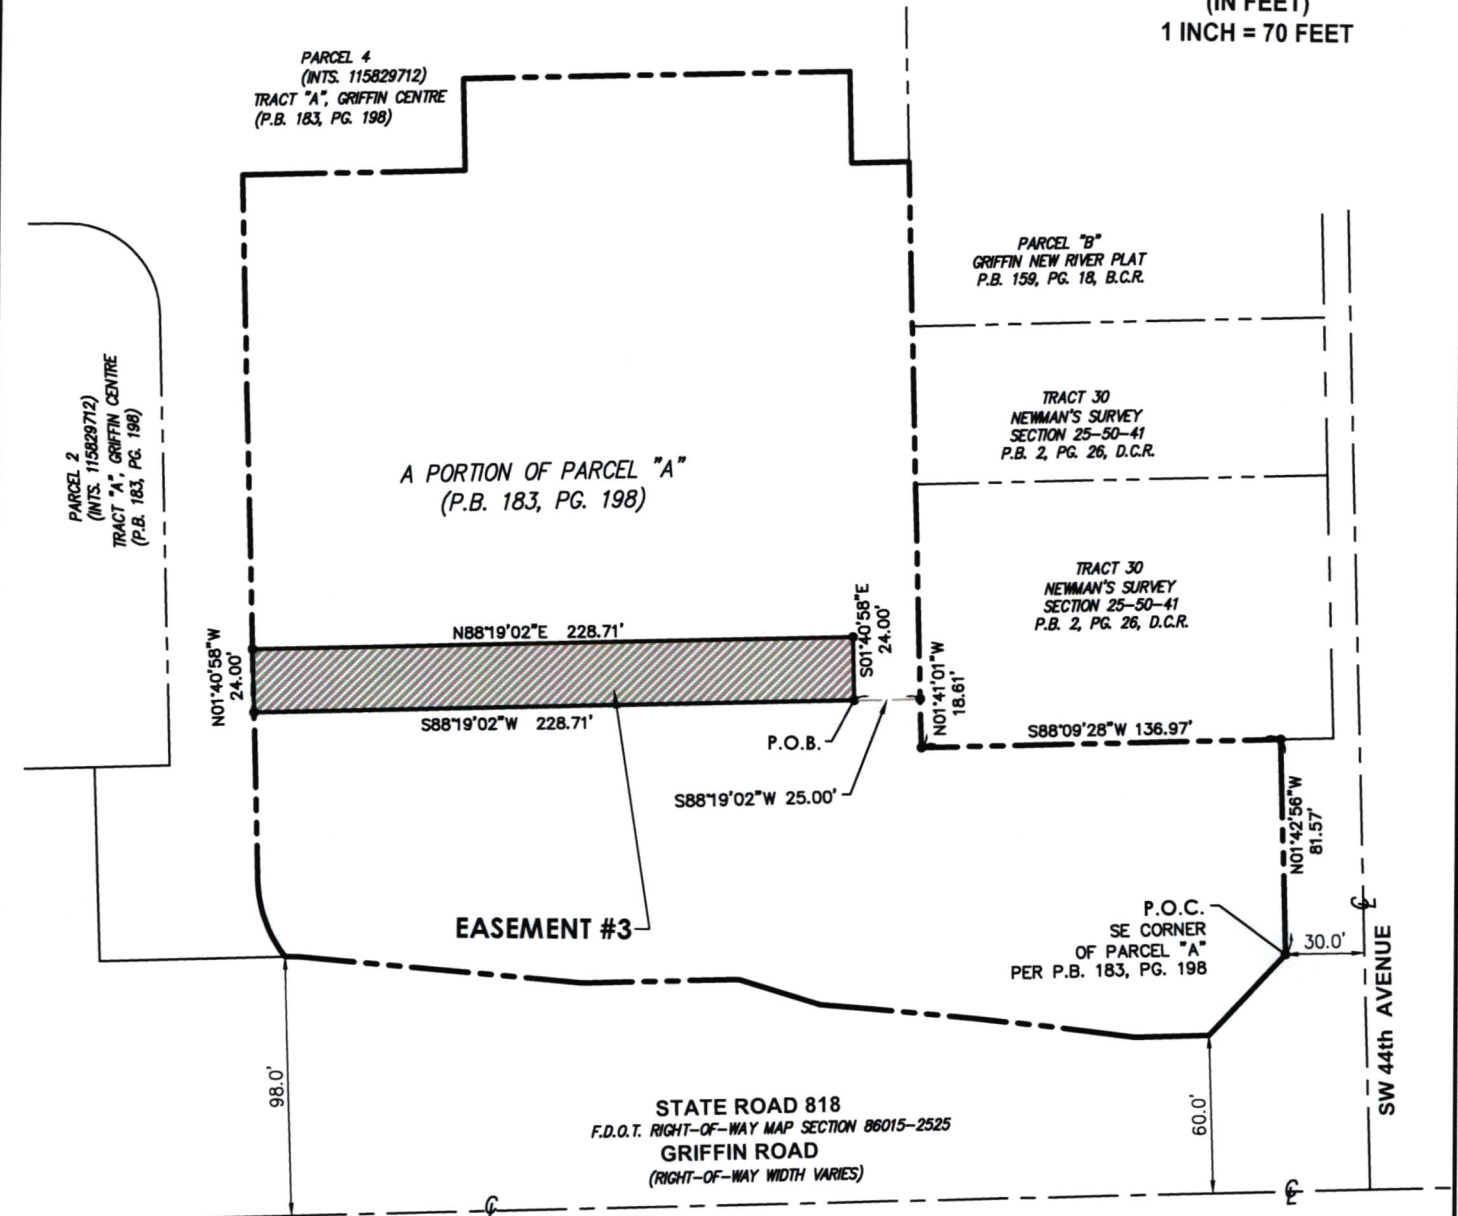 (IN FEET)
1 INCH = 70 FEET
PARCEL 4
(INTS. 115829712)
TRACT "A", GRIFFIN CENTRE
(P.B. 183, PG. 198)
PARCEL "B"
GRIFFIN NEW RIVER PLAT
P.B. 159, PG. 18, B.C.R.
PARCEL 2
(INTS. 115829712)
TRACT "A", GRIFFIN CENTRE
(P.B. 183, PG. 198)
TRACT 30
NEWMAN'S SURVEY
SECTION 25-50-41
P.B. 2, PG. 26, D.C.R.
A PORTION OF PARCEL "A"
(P.B. 183, PG. 198)
TRACT 30
NEWMAN'S SURVEY
SECTION 25-50-41
P.B. 2, PG. 26, D.C.R.
N88°19'02"E 228.71'
S01°40'58"E
24.00'
N01°40'58"W
24.00'
S88°19'02"W 228.71'
N01°41'01"W
18.61'
P.O.B.
S88°09'28"W 136.97'
S88°19'02"W 25.00'
N01°42'56"W
81.57'
EASEMENT #3
P.O.C.
SE CORNER
OF PARCEL "A"
PER P.B. 183, PG. 198
30.0'
℄
SW 44th AVENUE
98.0'
60.0'
STATE ROAD 818
F.D.O.T. RIGHT-OF-WAY MAP SECTION 86015-2525
GRIFFIN ROAD
(RIGHT-OF-WAY WIDTH VARIES)
℄
℄